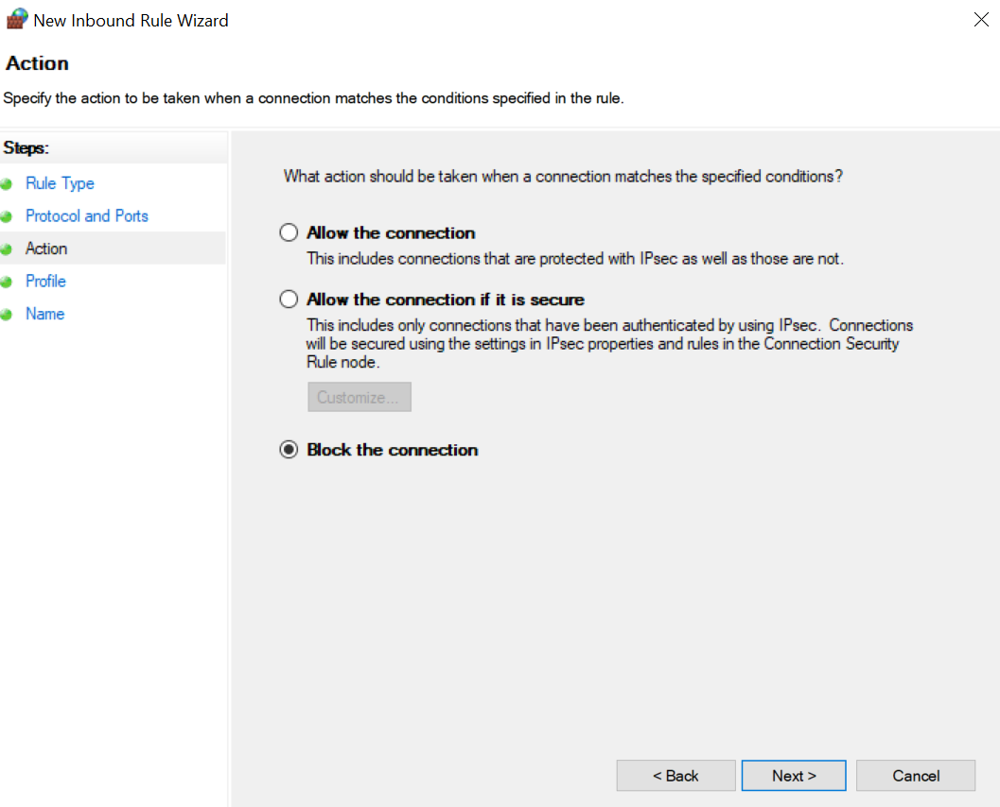 New Inbound Rule Wizard
Action
Specify the action to be taken when a connection matches the conditions specified in the rule.
Steps:
Rule Type
Protocol and Ports
Action
Profile
Name
What action should be taken when a connection matches the specified conditions?
Allow the connection
This includes connections that are protected with IPsec as well as those are not.
Allow the connection if it is secure
This includes only connections that have been authenticated by using IPsec. Connections
will be secured using the settings in IPsec properties and rules in the Connection Security
Rule node.
Customize...
Block the connection
< Back
Next >
Cancel